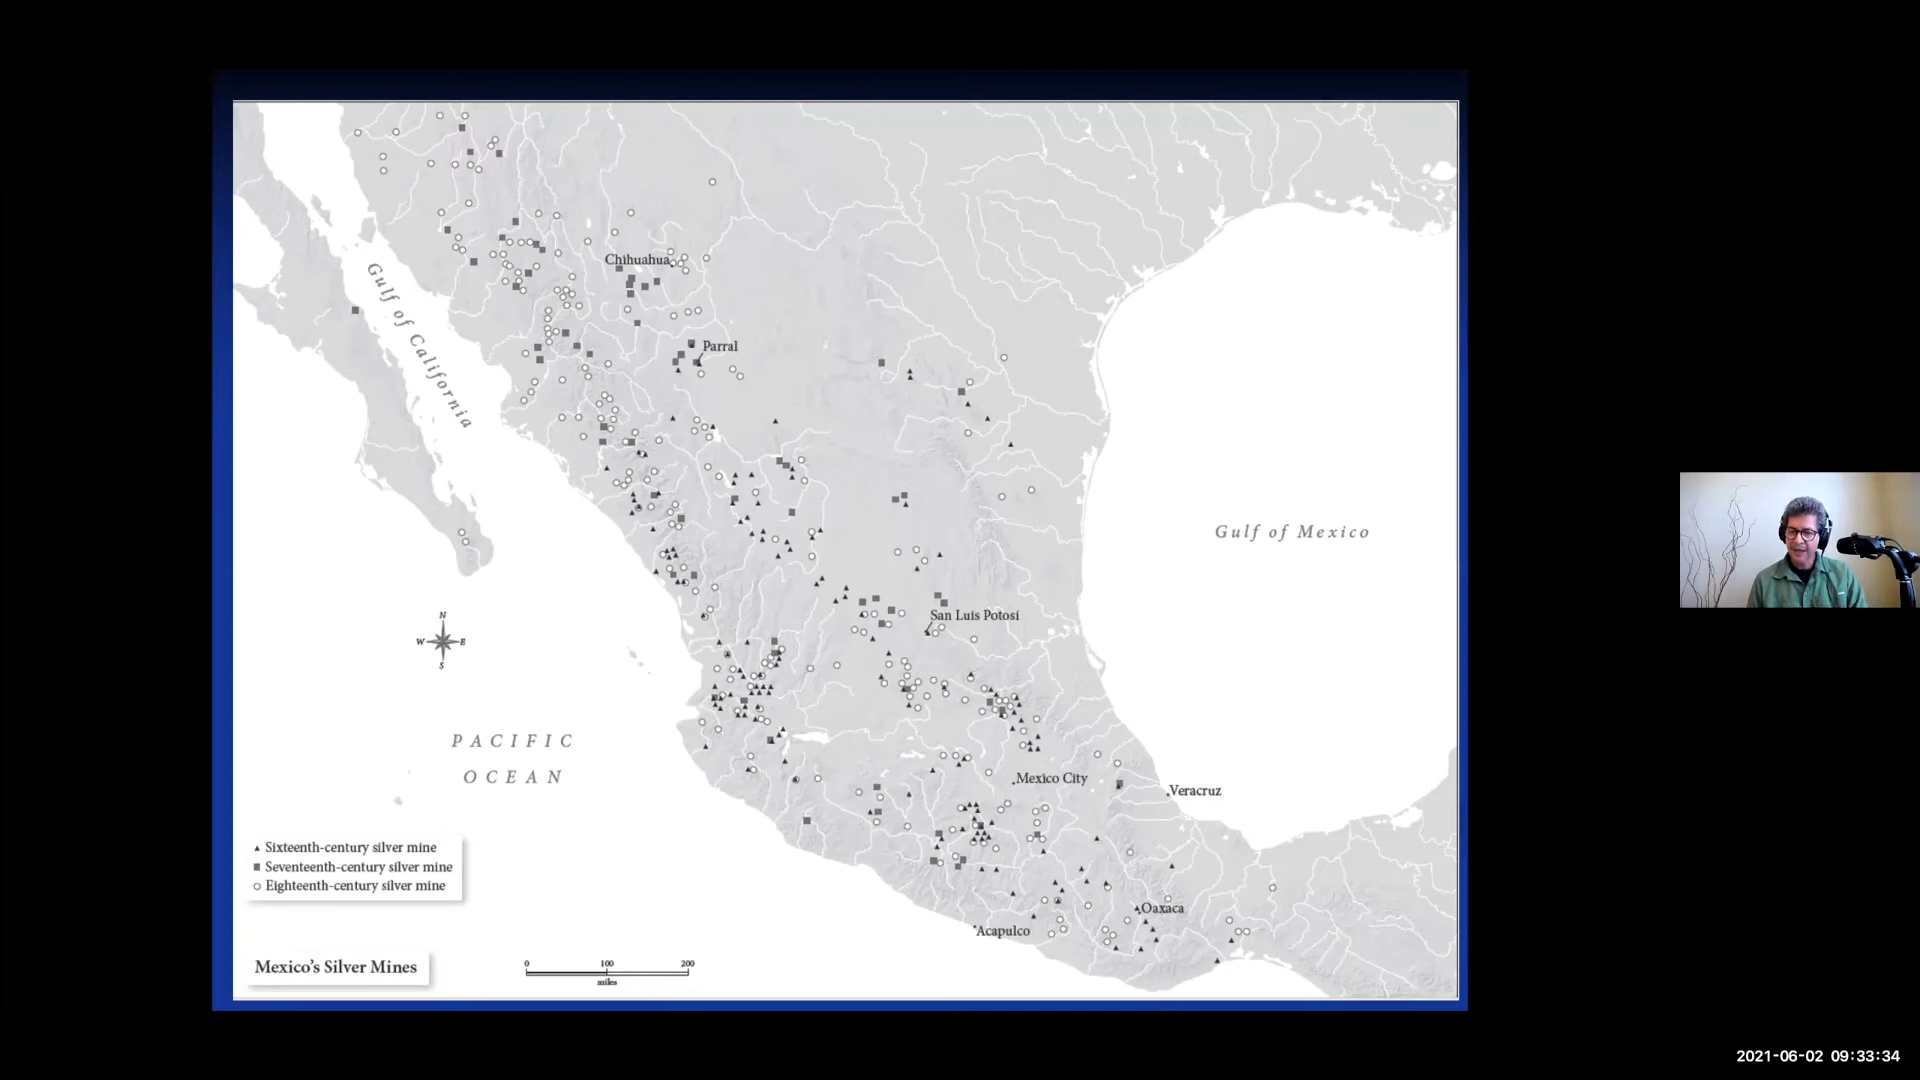 Chihuahua
Gulf of California
Parral
Gulf of Mexico
San Luis Potosí
N
W E
S
PACIFIC
OCEAN
Mexico City
Veracruz
Sixteenth-century silver mine
Seventeenth-century silver mine
Eighteenth-century silver mine
Oaxaca
Acapulco
Mexico's Silver Mines
0 100 200
miles
2021-06-02 09:33:34